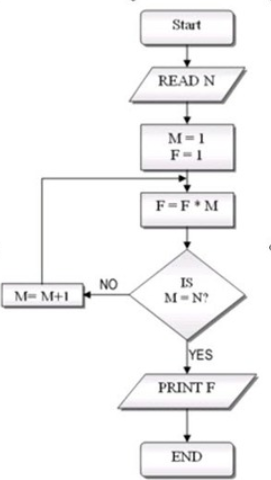 Start
READ N
M = 1
F = 1
F = F * M
IS
M = N?
NO
M= M+1
YES
PRINT F
END